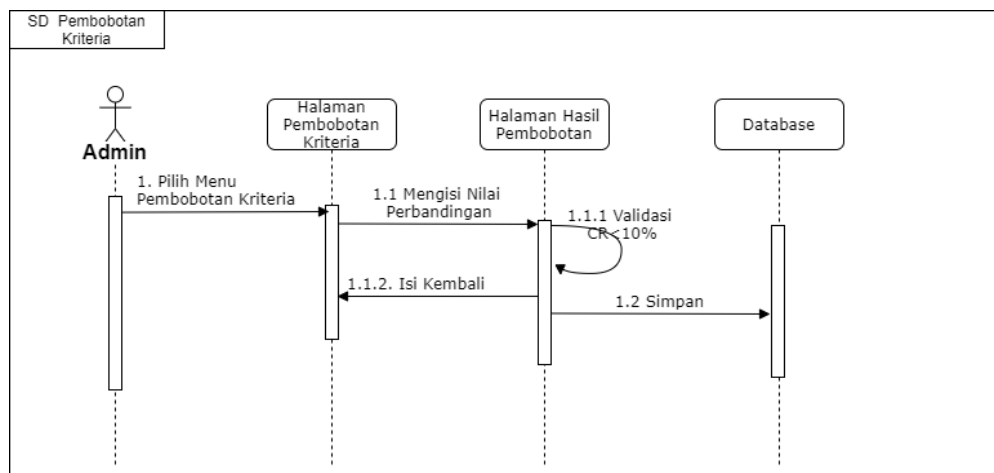 SD Pembobotan
Kriteria
Admin
Halaman
Pembobotan
Kriteria
Halaman Hasil
Pembobotan
Database
1. Pilih Menu
Pembobotan Kriteria
1.1 Mengisi Nilai
Perbandingan
1.1.1 Validasi
CR<10%
1.1.2. Isi Kembali
1.2 Simpan